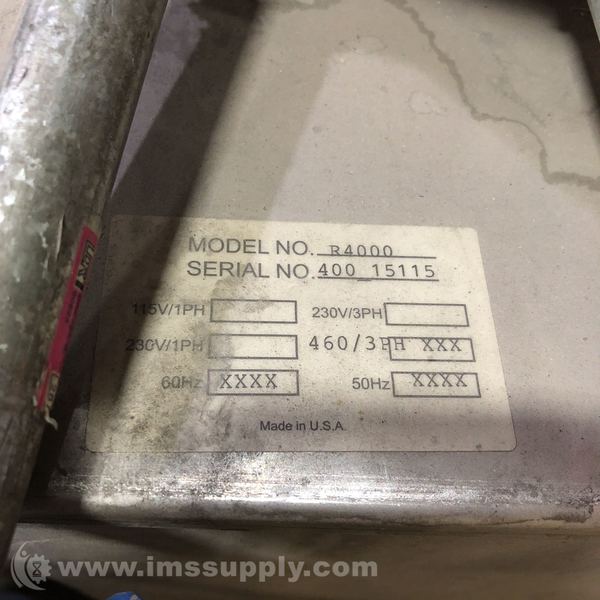 MODEL NO. R4000
SERIAL NO. 400 15115
115V/1PH 230V/3PH
230V/1PH 460/3PH XXX
60Hz XXXX 50Hz XXXX
Made in U.S.A.
www.imssupply.com